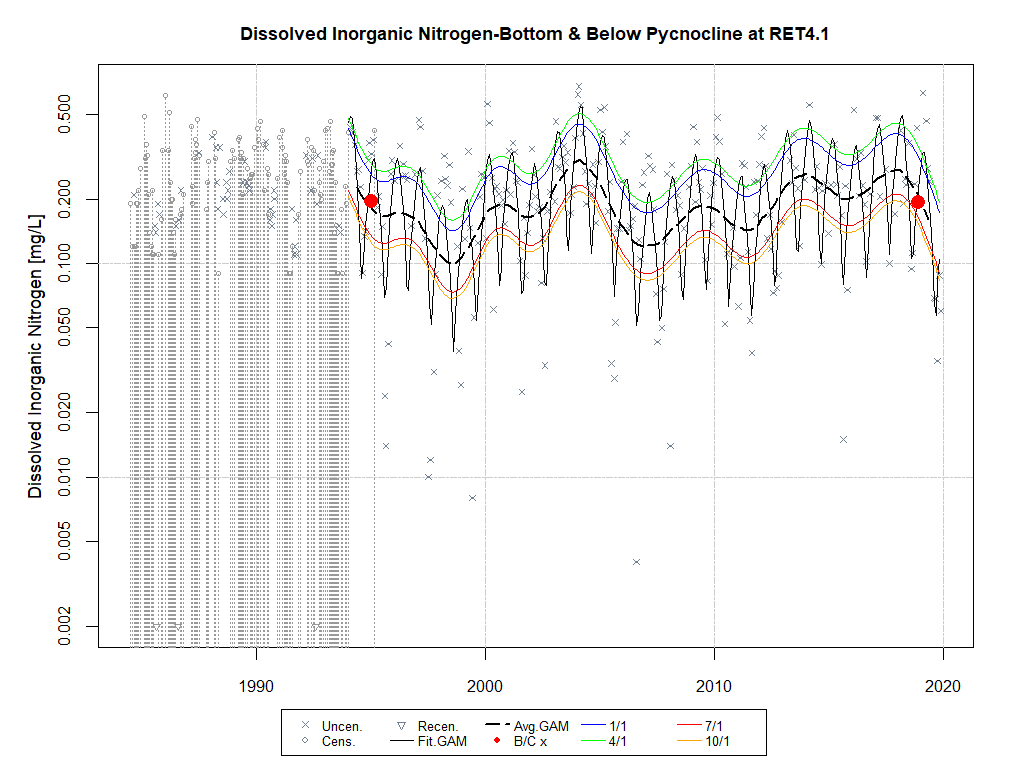 Dissolved Inorganic Nitrogen-Bottom & Below Pycnocline at RET4.1
Dissolved Inorganic Nitrogen [mg/L]
0.500
0.200
0.100
0.050
0.020
0.010
0.005
0.002
1990 2000 2010 2020
Uncen. Recen. Avg.GAM 1/1 7/1
Cens. Fit.GAM B/C x 4/1 10/1